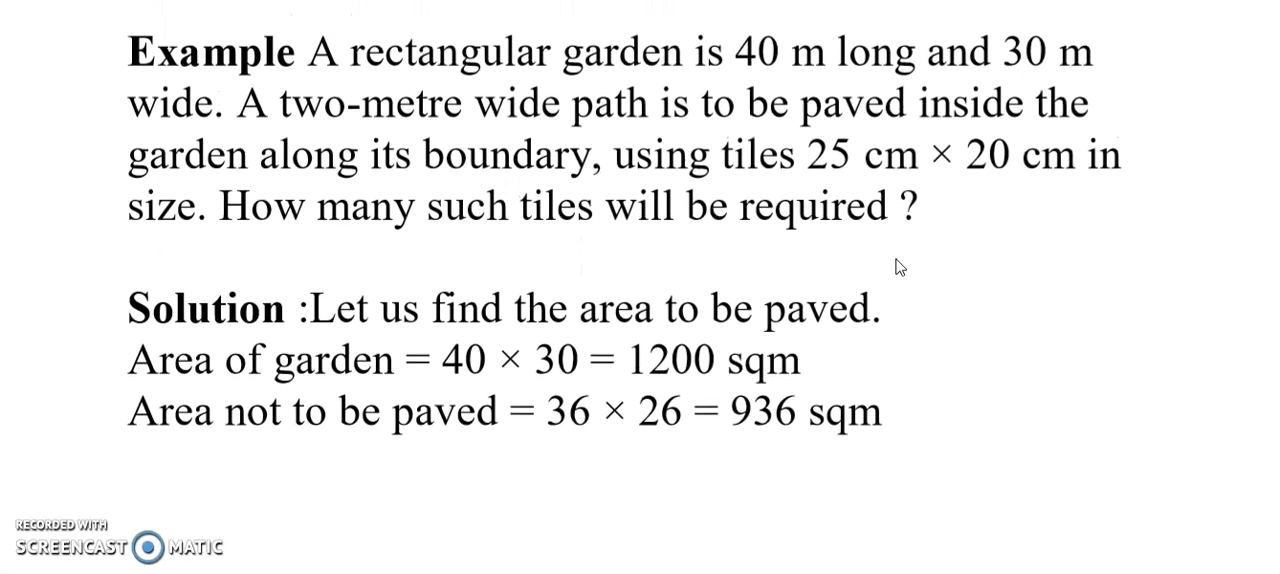 Example A rectangular garden is 40 m long and 30 m
wide. A two-metre wide path is to be paved inside the
garden along its boundary, using tiles 25 cm × 20 cm in
size. How many such tiles will be required ?
Solution :Let us find the area to be paved.
Area of garden = 40 × 30 = 1200 sqm
Area not to be paved = 36 × 26 = 936 sqm
RECORDED WITH
SCREENCAST MATIC